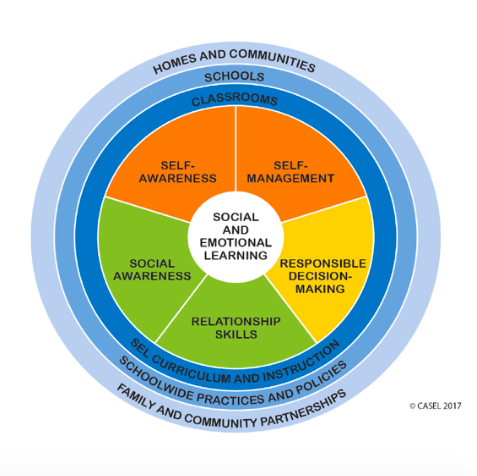 HOMES AND COMMUNITIES
SCHOOLS
CLASSROOMS
SELF-
AWARENESS
SELF-
MANAGEMENT
SOCIAL
AND
EMOTIONAL
LEARNING
SOCIAL
AWARENESS
RESPONSIBLE
DECISION-
MAKING
RELATIONSHIP
SKILLS
SEL CURRICULUM AND INSTRUCTION
SCHOOLWIDE PRACTICES AND POLICIES
FAMILY AND COMMUNITY PARTNERSHIPS
© CASEL 2017